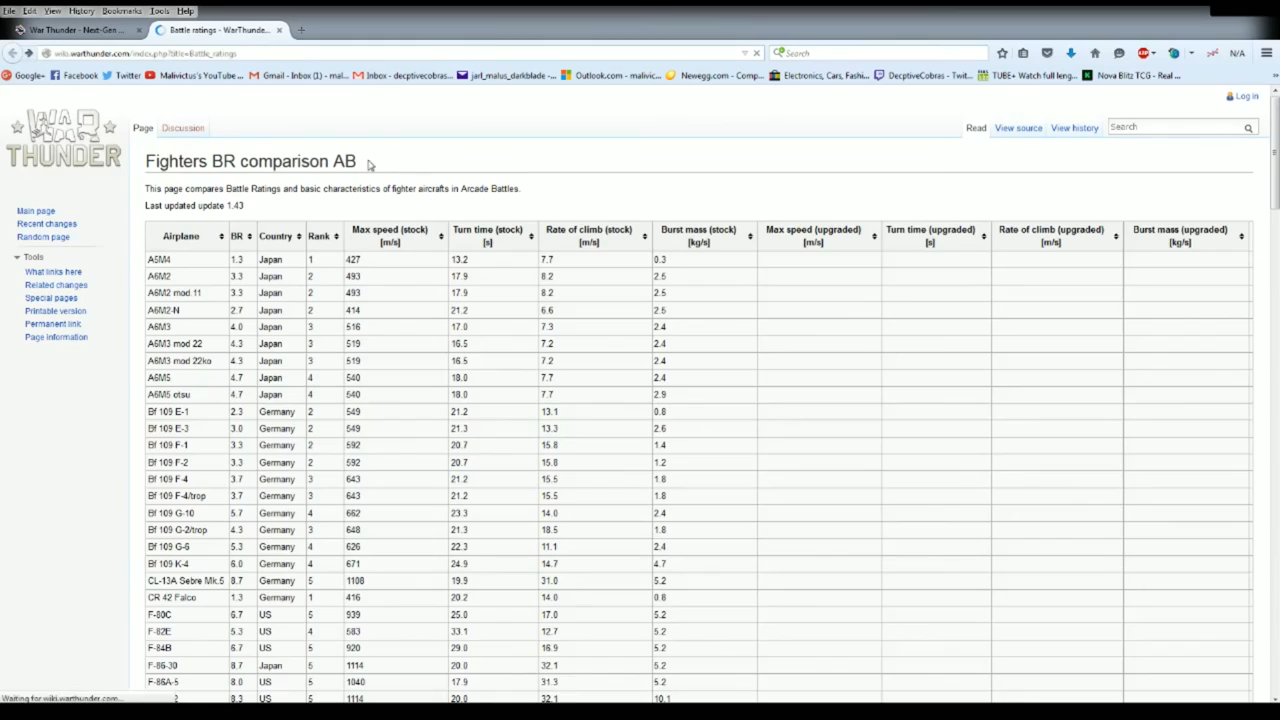 File Edit View History Bookmarks Tools Help
War Thunder - Next-Gen ... × Battle ratings - WarThunde... × +
wiki.warthunder.com/index.php?title=Battle_ratings Search N/A
Google+ Facebook Twitter Malivictus's YouTube... Gmail - Inbox (1) - mal... Inbox - decptivecobras... jarl_malus_darkblade -... Outlook.com - malivic... Newegg.com - Comp... Electronics, Cars, Fashi... DecptiveCobras - Twit... TUBE+ Watch full leng... Nova Blitz TCG - Real ...
Log in
Page Discussion Read View source View history Search
WAR THUNDER
Main page
Recent changes
Random page
Tools
What links here
Related changes
Special pages
Printable version
Permanent link
Page information
Fighters BR comparison AB
This page compares Battle Ratings and basic characteristics of fighter aircrafts in Arcade Battles.
Last updated update 1.43
Airplane BR Country Rank Max speed (stock) [m/s] Turn time (stock) [s] Rate of climb (stock) [m/s] Burst mass (stock) [kg/s] Max speed (upgraded) [m/s] Turn time (upgraded) [s] Rate of climb (upgraded) [m/s] Burst mass (upgraded) [kg/s]
A5M4 1.3 Japan 1 427 13.2 7.7 0.3
A6M2 3.3 Japan 2 493 17.9 8.2 2.5
A6M2 mod.11 3.3 Japan 2 493 17.9 8.2 2.5
A6M2-N 2.7 Japan 2 414 21.2 6.6 2.5
A6M3 4.0 Japan 3 516 17.0 7.3 2.4
A6M3 mod 22 4.3 Japan 3 519 16.5 7.2 2.4
A6M3 mod 22ko 4.3 Japan 3 519 16.5 7.2 2.4
A6M5 4.7 Japan 4 540 18.0 7.7 2.4
A6M5 otsu 4.7 Japan 4 540 18.0 7.7 2.9
Bf 109 E-1 2.3 Germany 2 549 21.2 13.1 0.8
Bf 109 E-3 3.0 Germany 2 549 21.3 13.3 2.6
Bf 109 F-1 3.3 Germany 2 592 20.7 15.8 1.4
Bf 109 F-2 3.3 Germany 2 592 20.7 15.8 1.2
Bf 109 F-4 3.7 Germany 3 643 21.2 15.5 1.8
Bf 109 F-4/trop 3.7 Germany 3 643 21.2 15.5 1.8
Bf 109 G-10 5.7 Germany 4 662 23.3 14.0 2.4
Bf 109 G-2/trop 4.3 Germany 3 648 21.3 18.5 1.8
Bf 109 G-6 5.3 Germany 4 626 22.3 11.1 2.4
Bf 109 K-4 6.0 Germany 4 671 24.9 14.7 4.7
CL-13A Sebre Mk.5 8.7 Germany 5 1108 19.9 31.0 5.2
CR 42 Falco 1.3 Germany 1 416 20.2 14.0 0.8
F-80C 6.7 US 5 939 25.0 17.0 5.2
F-82E 5.3 US 4 583 33.1 12.7 5.2
F-84B 6.7 US 5 920 29.0 16.9 5.2
F-86-30 8.7 Japan 5 1114 20.0 32.1 5.2
F-86A-5 8.0 US 5 1040 17.9 31.3 5.2
2 8.3 US 5 1114 20.0 32.1 10.1
Waiting for wiki.warthunder.com...